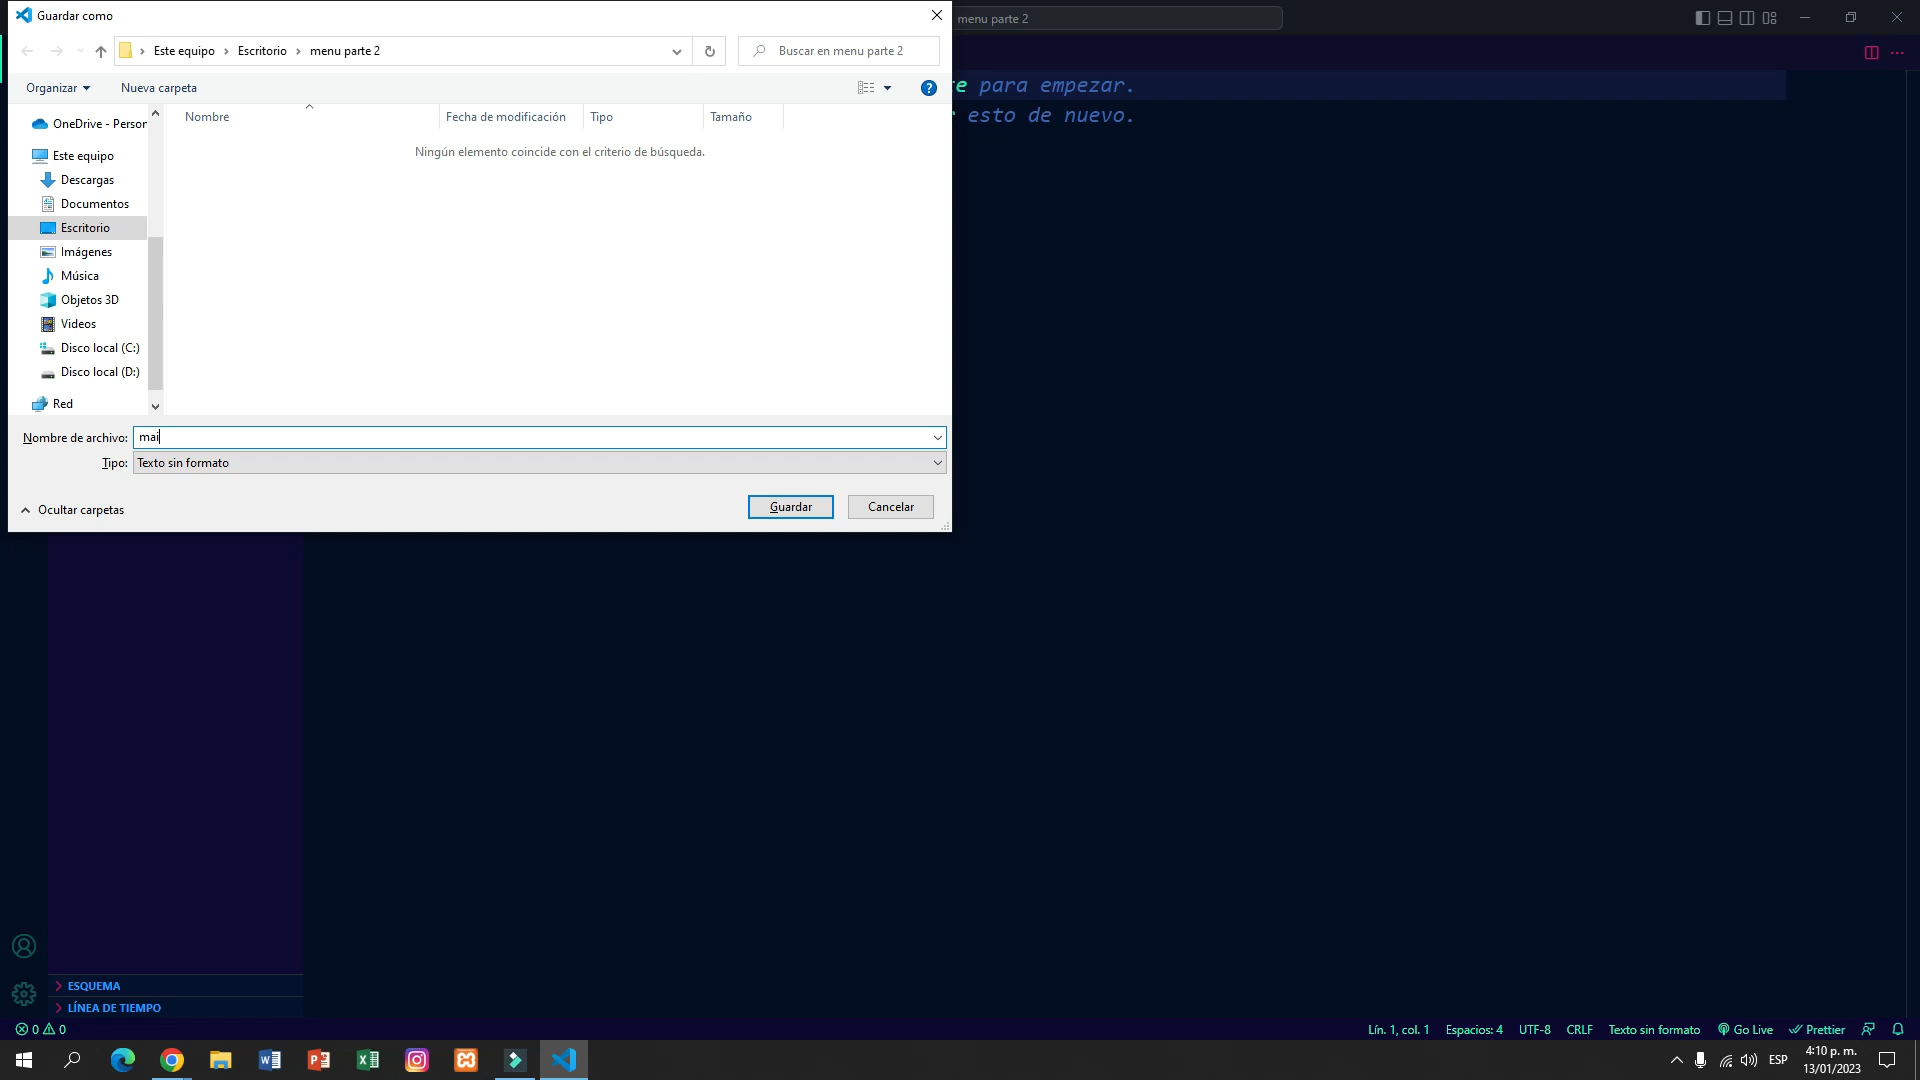 Guardar como
menu parte 2
Este equipo > Escritorio > menu parte 2
Buscar en menu parte 2
Organizar
Nueva carpeta
para empezar.
esto de nuevo.
Nombre
Fecha de modificación
Tipo
Tamaño
Ningún elemento coincide con el criterio de búsqueda.
OneDrive - Person
Este equipo
Descargas
Documentos
Escritorio
Imágenes
Música
Objetos 3D
Videos
Disco local (C:)
Disco local (D:)
Red
Nombre de archivo: mai
Tipo: Texto sin formato
Ocultar carpetas
Guardar
Cancelar
ESQUEMA
LÍNEA DE TIEMPO
0 0
Lín. 1, col. 1
Espacios: 4
UTF-8
CRLF
Texto sin formato
Go Live
Prettier
ESP
4:10 p. m.
13/01/2023